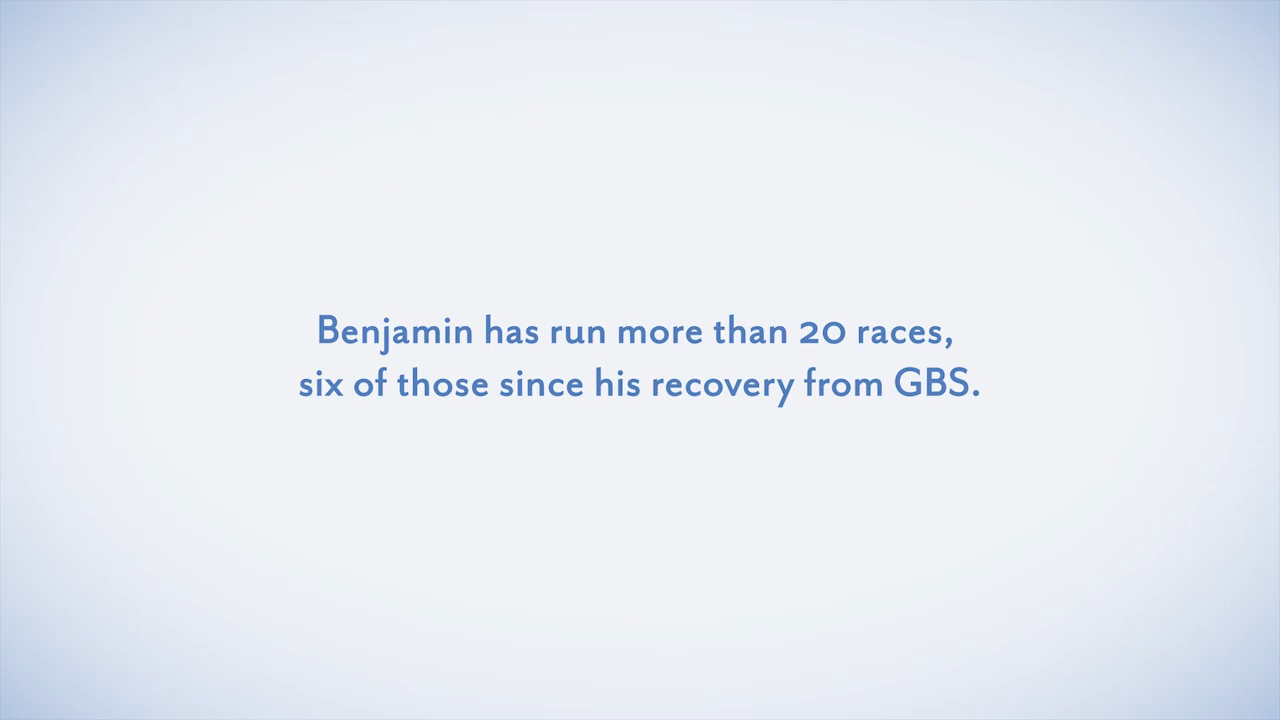 Benjamin has run more than 20 races,
six of those since his recovery from GBS.